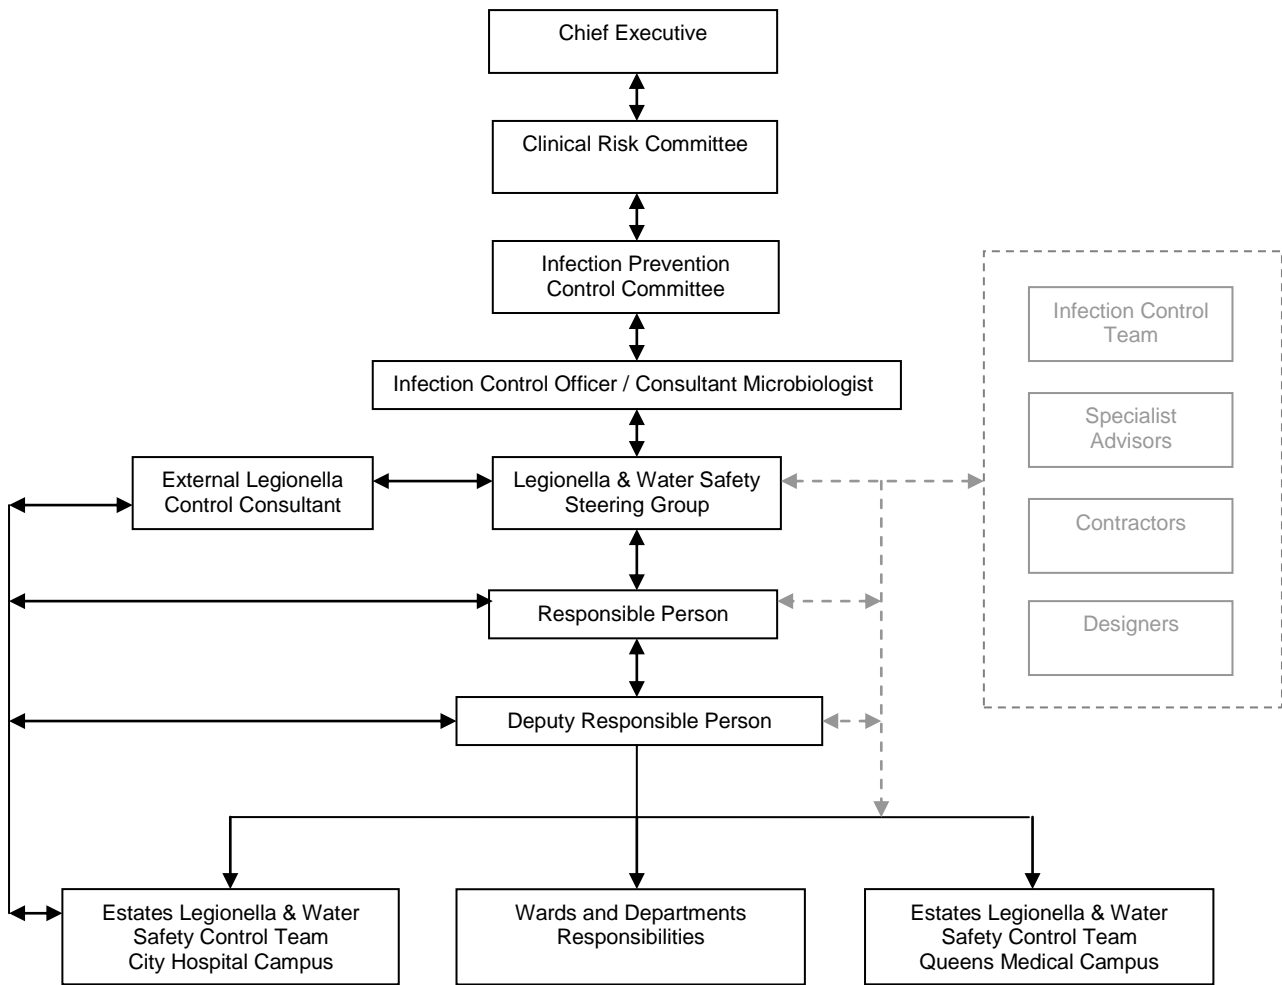 Chief Executive
Clinical Risk Committee
Infection Prevention
Control Committee
Infection Control Officer / Consultant Microbiologist
External Legionella
Control Consultant
Legionella & Water Safety
Steering Group
Infection Control
Team
Specialist
Advisors
Contractors
Designers
Responsible Person
Deputy Responsible Person
Estates Legionella & Water
Safety Control Team
City Hospital Campus
Wards and Departments
Responsibilities
Estates Legionella & Water
Safety Control Team
Queens Medical Campus